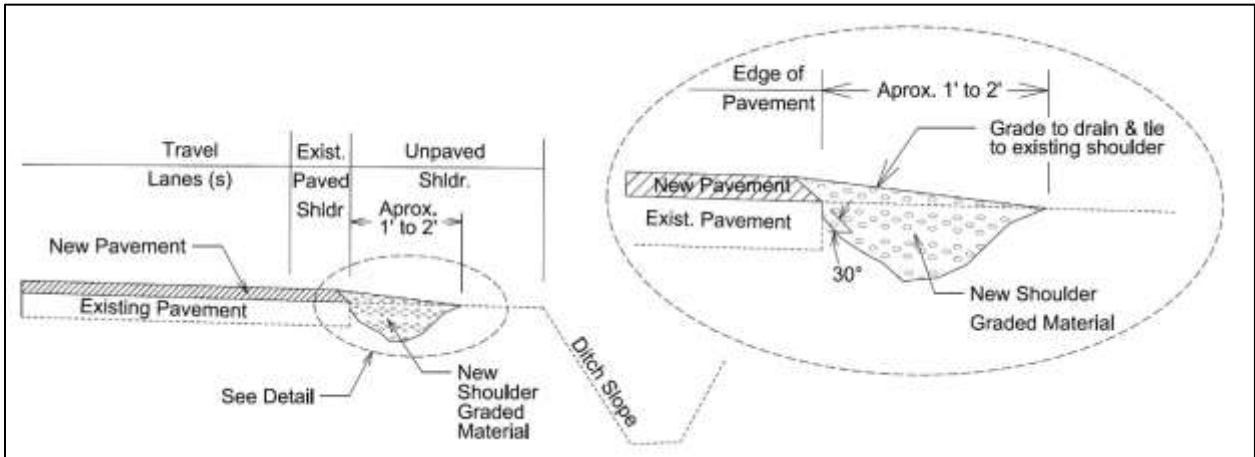 Travel
Lanes (s)
Exist.
Paved
Shldr
Unpaved
Shldr.
Aprox.
1' to 2'
New Pavement
Existing Pavement
See Detail
New
Shoulder
Graded
Material
Ditch Slope
Edge of
Pavement
Aprox. 1' to 2'
Grade to drain & tie
to existing shoulder
New Pavement
Exist. Pavement
30°
New Shoulder
Graded Material